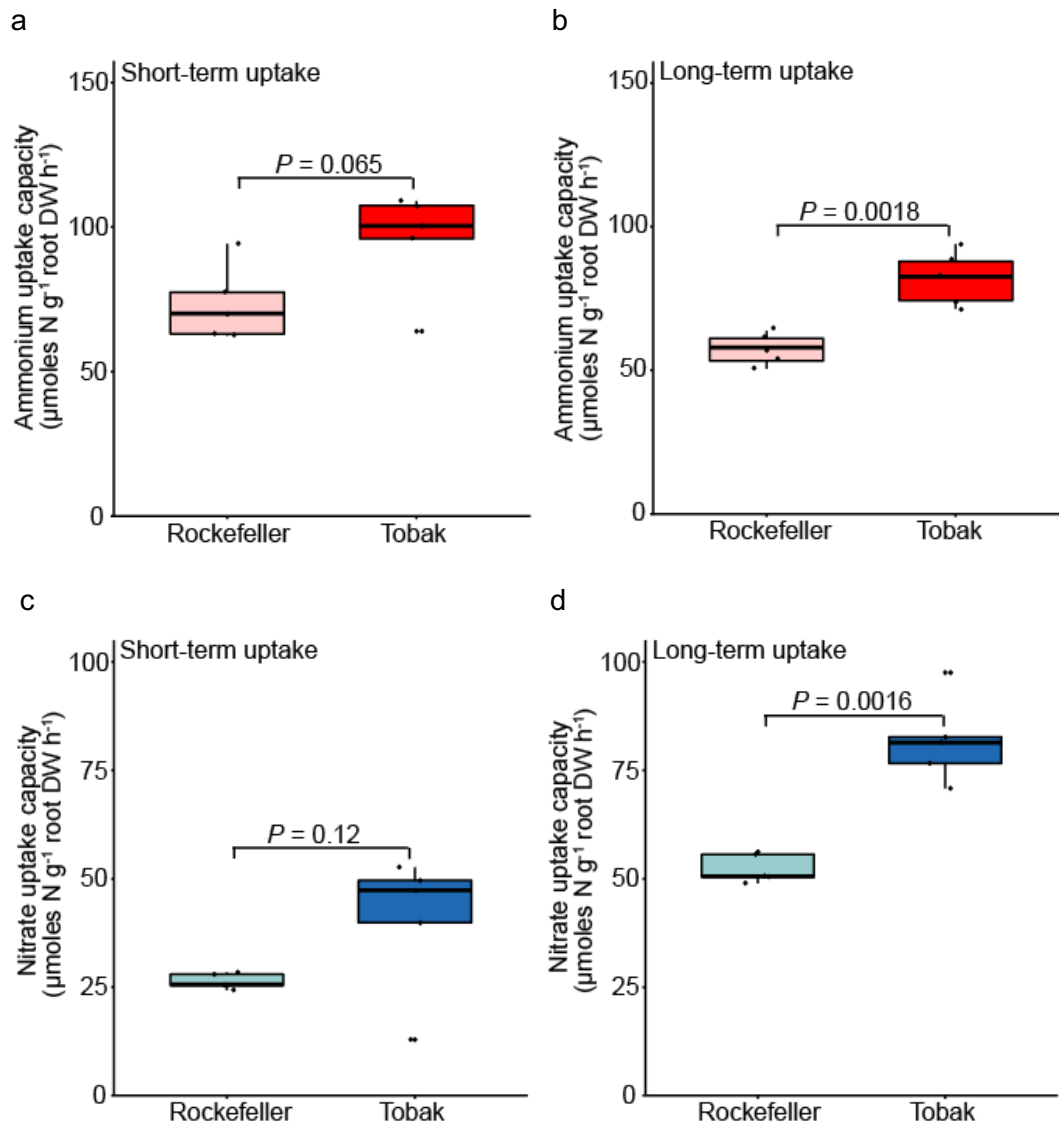 a
Short-term uptake
Ammonium uptake capacity
(µmoles N g⁻¹ root DW h⁻¹)
150
100
50
0
P = 0.065
Rockefeller
Tobak
b
Long-term uptake
Ammonium uptake capacity
(µmoles N g⁻¹ root DW h⁻¹)
150
100
50
0
P = 0.0018
Rockefeller
Tobak
c
Short-term uptake
Nitrate uptake capacity
(µmoles N g⁻¹ root DW h⁻¹)
100
75
50
25
0
P = 0.12
Rockefeller
Tobak
d
Long-term uptake
Nitrate uptake capacity
(µmoles N g⁻¹ root DW h⁻¹)
100
75
50
25
0
P = 0.0016
Rockefeller
Tobak